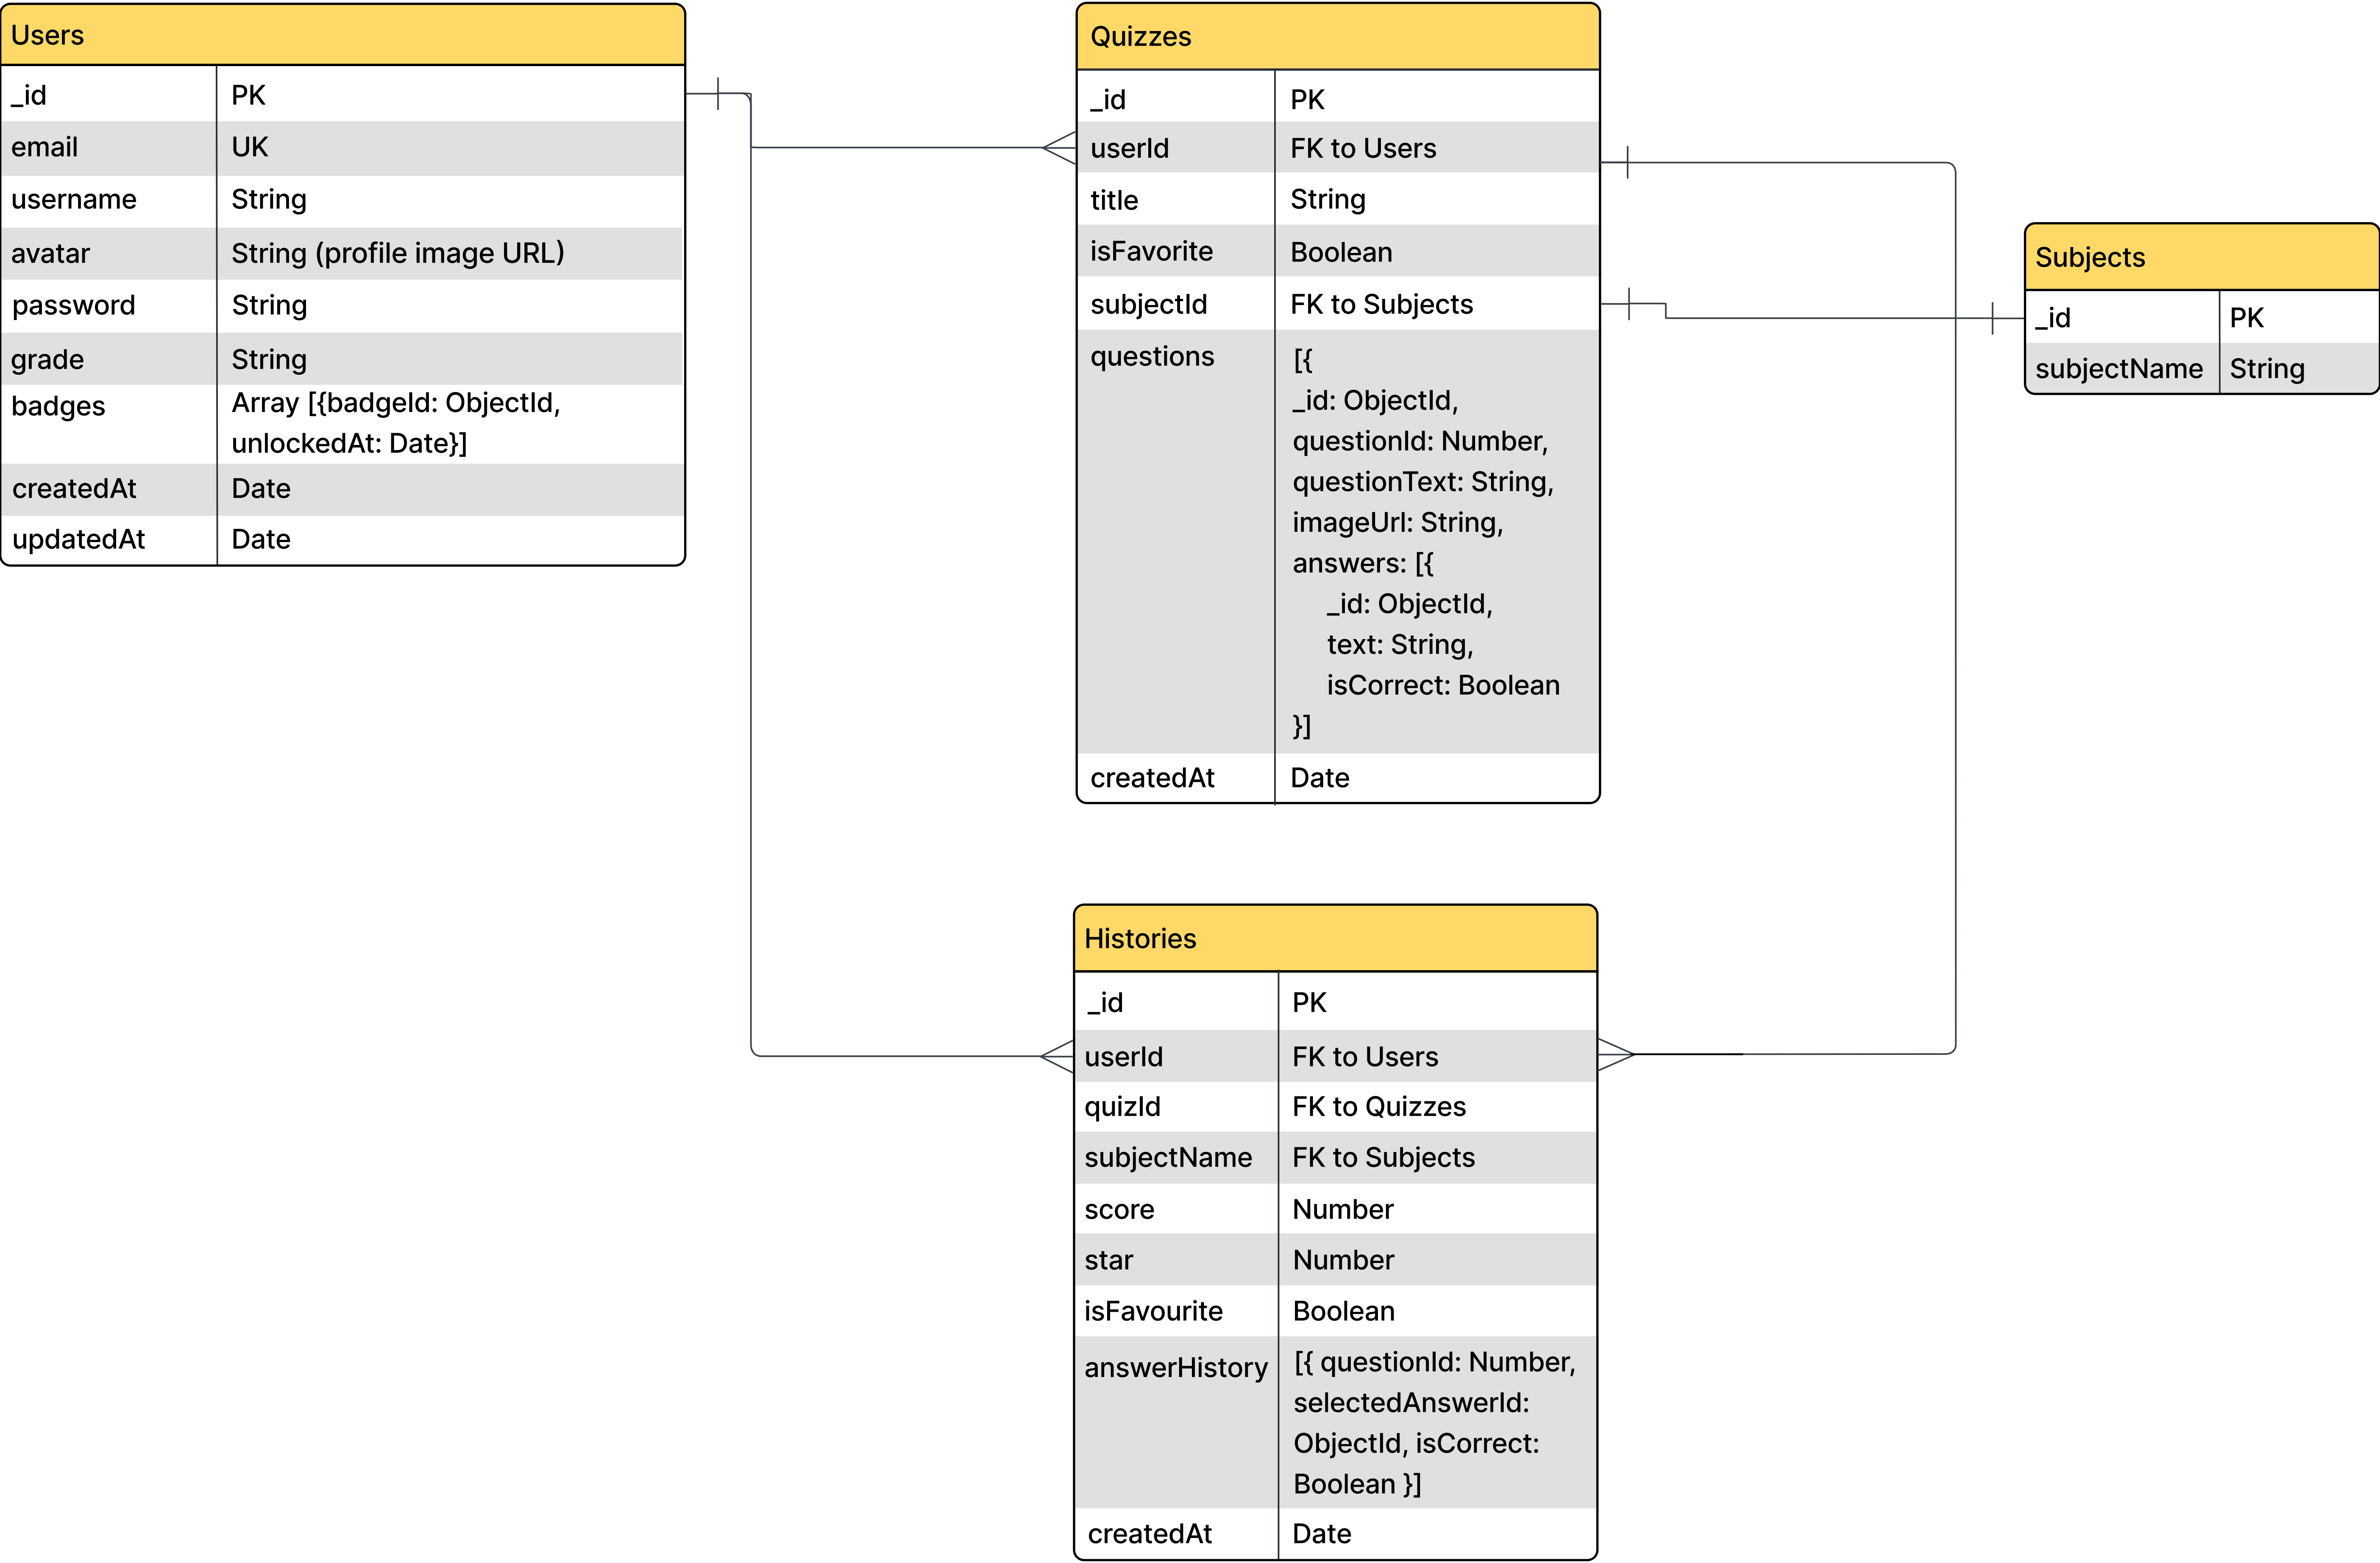 Users
_id PK
email UK
username String
avatar String (profile image URL)
password String
grade String
badges Array [{badgeId: ObjectId,
unlockedAt: Date}]
createdAt Date
updatedAt Date
Quizzes
_id PK
userId FK to Users
title String
isFavorite Boolean
subjectId FK to Subjects
questions [{
_id: ObjectId,
questionId: Number,
questionText: String,
imageUrl: String,
answers: [{
_id: ObjectId,
text: String,
isCorrect: Boolean
}]
createdAt Date
Subjects
_id PK
subjectName String
Histories
_id PK
userId FK to Users
quizId FK to Quizzes
subjectName FK to Subjects
score Number
star Number
isFavourite Boolean
answerHistory [{ questionId: Number,
selectedAnswerId:
ObjectId, isCorrect:
Boolean }]
createdAt Date